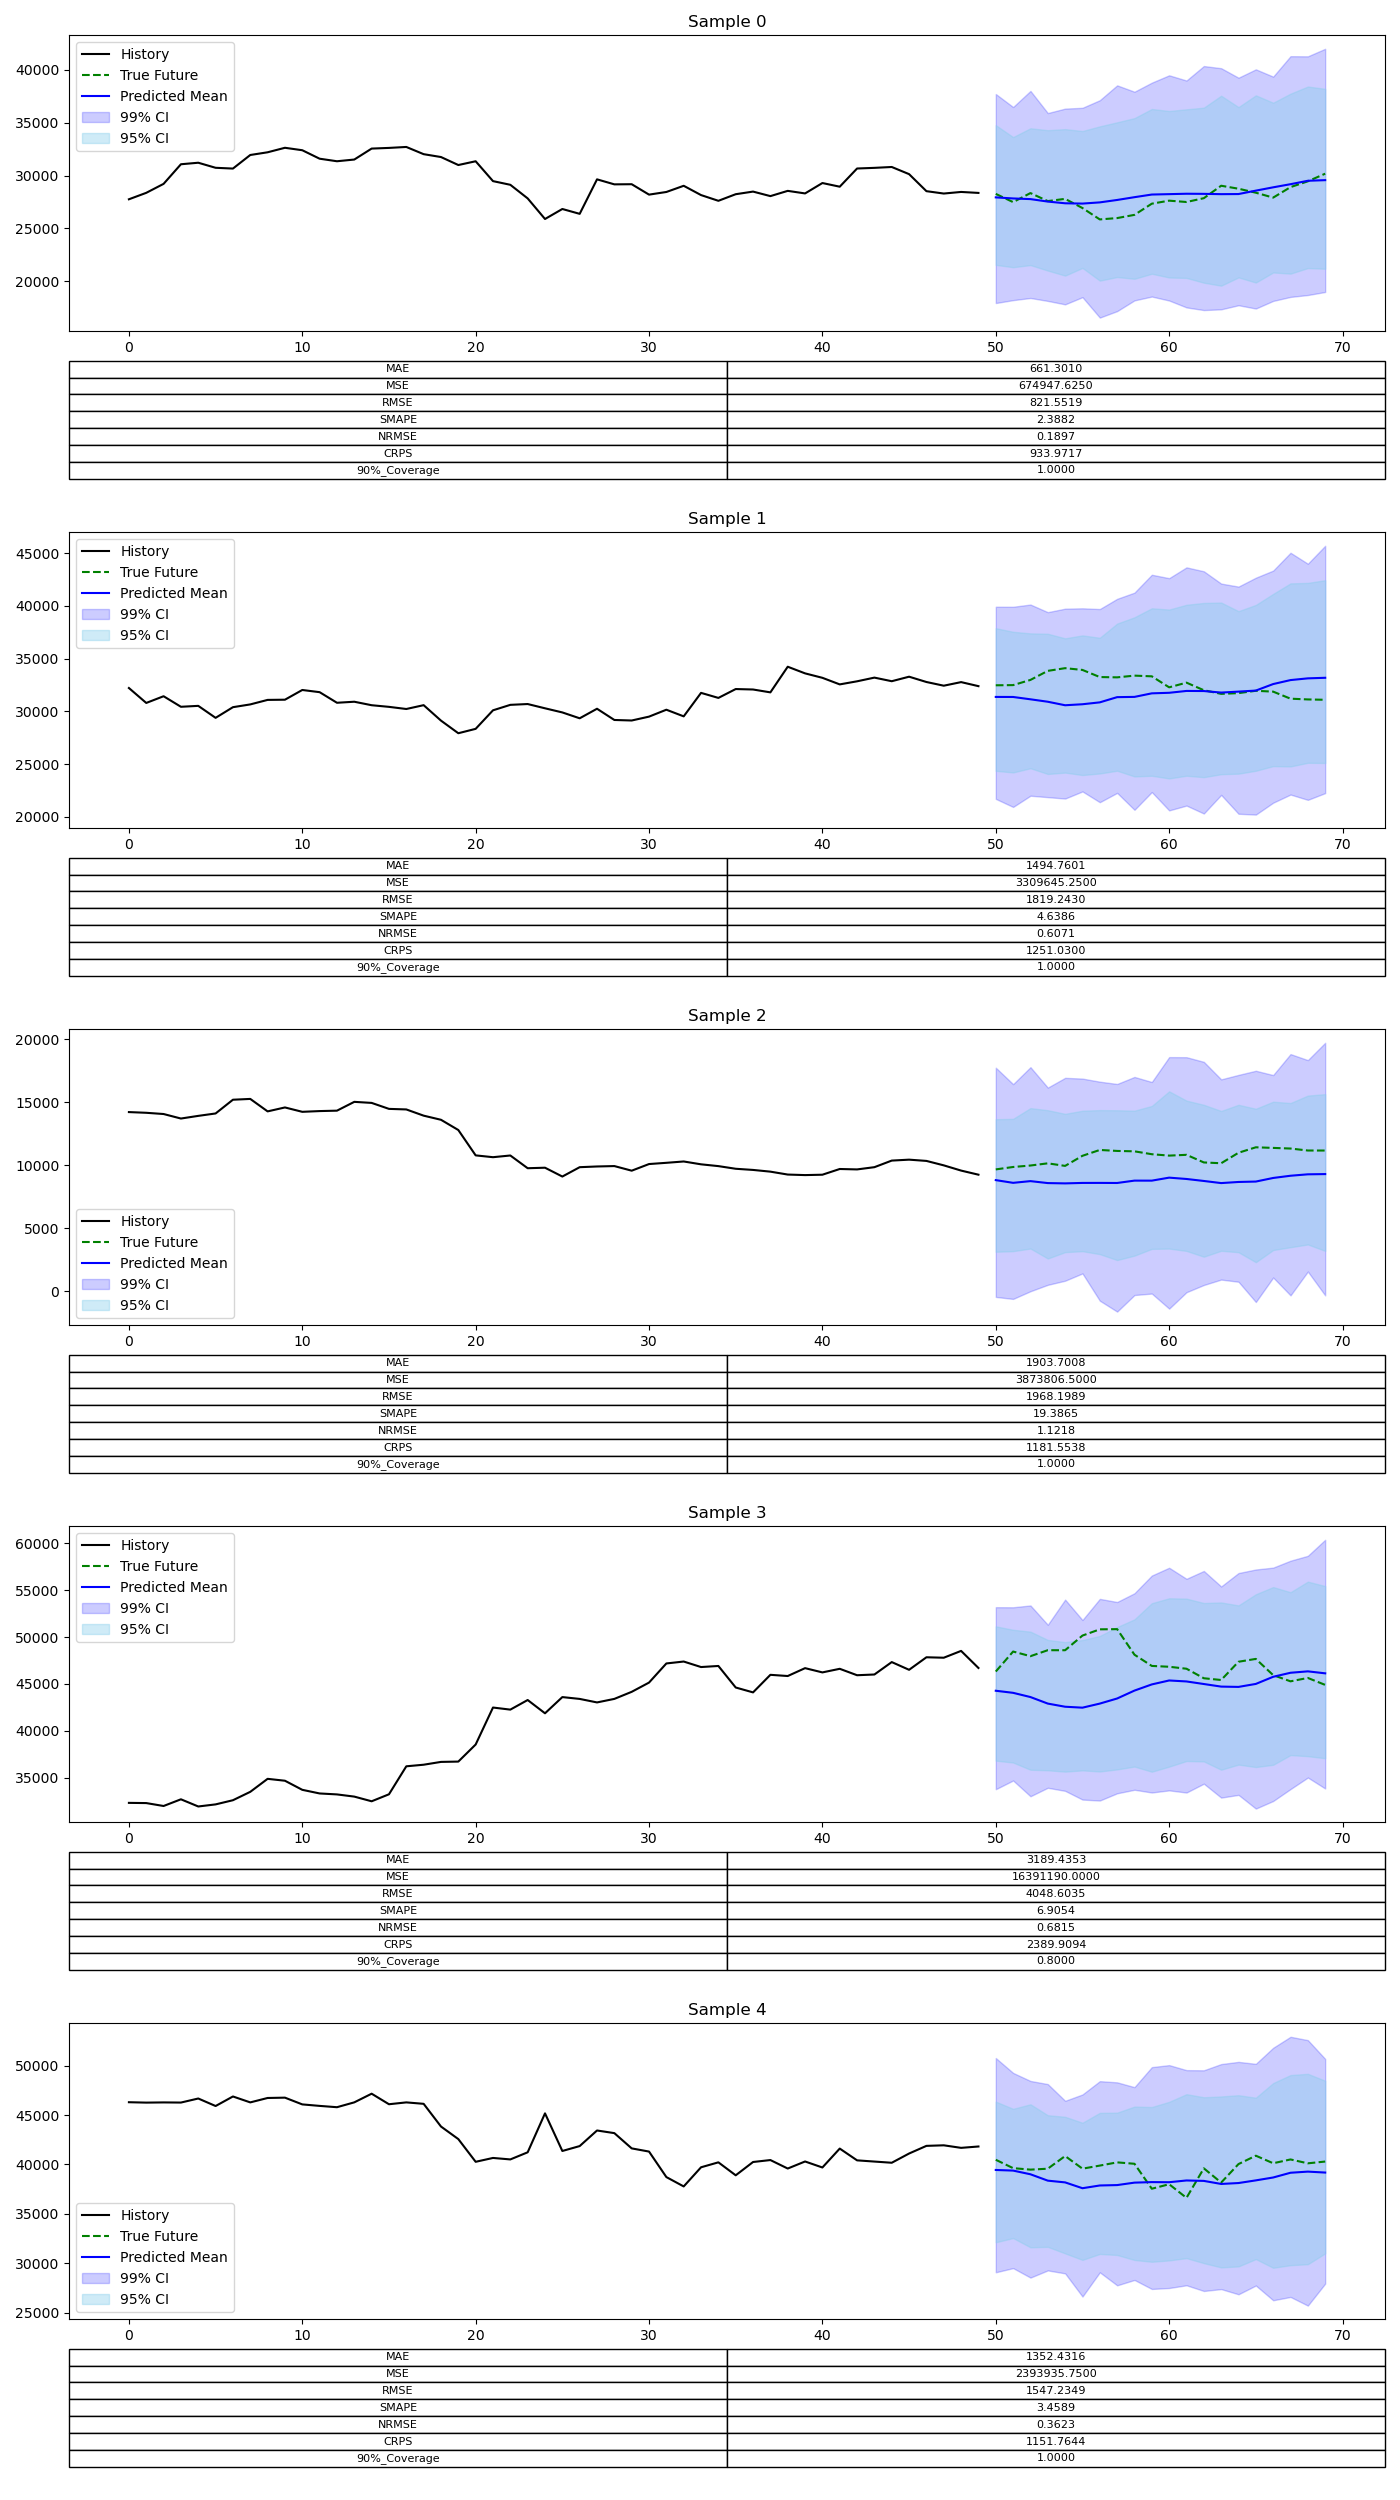 Sample 0
History
True Future
Predicted Mean
99% CI
95% CI
40000
35000
30000
25000
20000
0 10 20 30 40 50 60 70
MAE 661.3010
MSE 674947.6250
RMSE 821.5519
SMAPE 2.3882
NRMSE 0.1897
CRPS 933.9717
90%_Coverage 1.0000
Sample 1
History
True Future
Predicted Mean
99% CI
95% CI
45000
40000
35000
30000
25000
20000
0 10 20 30 40 50 60 70
MAE 1494.7601
MSE 3309645.2500
RMSE 1819.2430
SMAPE 4.6386
NRMSE 0.6071
CRPS 1251.0300
90%_Coverage 1.0000
Sample 2
20000
15000
10000
5000
0
History
True Future
Predicted Mean
99% CI
95% CI
0 10 20 30 40 50 60 70
MAE 1903.7008
MSE 3873806.5000
RMSE 1968.1989
SMAPE 19.3865
NRMSE 1.1218
CRPS 1181.5538
90%_Coverage 1.0000
Sample 3
History
True Future
Predicted Mean
99% CI
95% CI
60000
55000
50000
45000
40000
35000
0 10 20 30 40 50 60 70
MAE 3189.4353
MSE 16391190.0000
RMSE 4048.6035
SMAPE 6.9054
NRMSE 0.6815
CRPS 2389.9094
90%_Coverage 0.8000
Sample 4
50000
45000
40000
35000
30000
25000
History
True Future
Predicted Mean
99% CI
95% CI
0 10 20 30 40 50 60 70
MAE 1352.4316
MSE 2393935.7500
RMSE 1547.2349
SMAPE 3.4589
NRMSE 0.3623
CRPS 1151.7644
90%_Coverage 1.0000